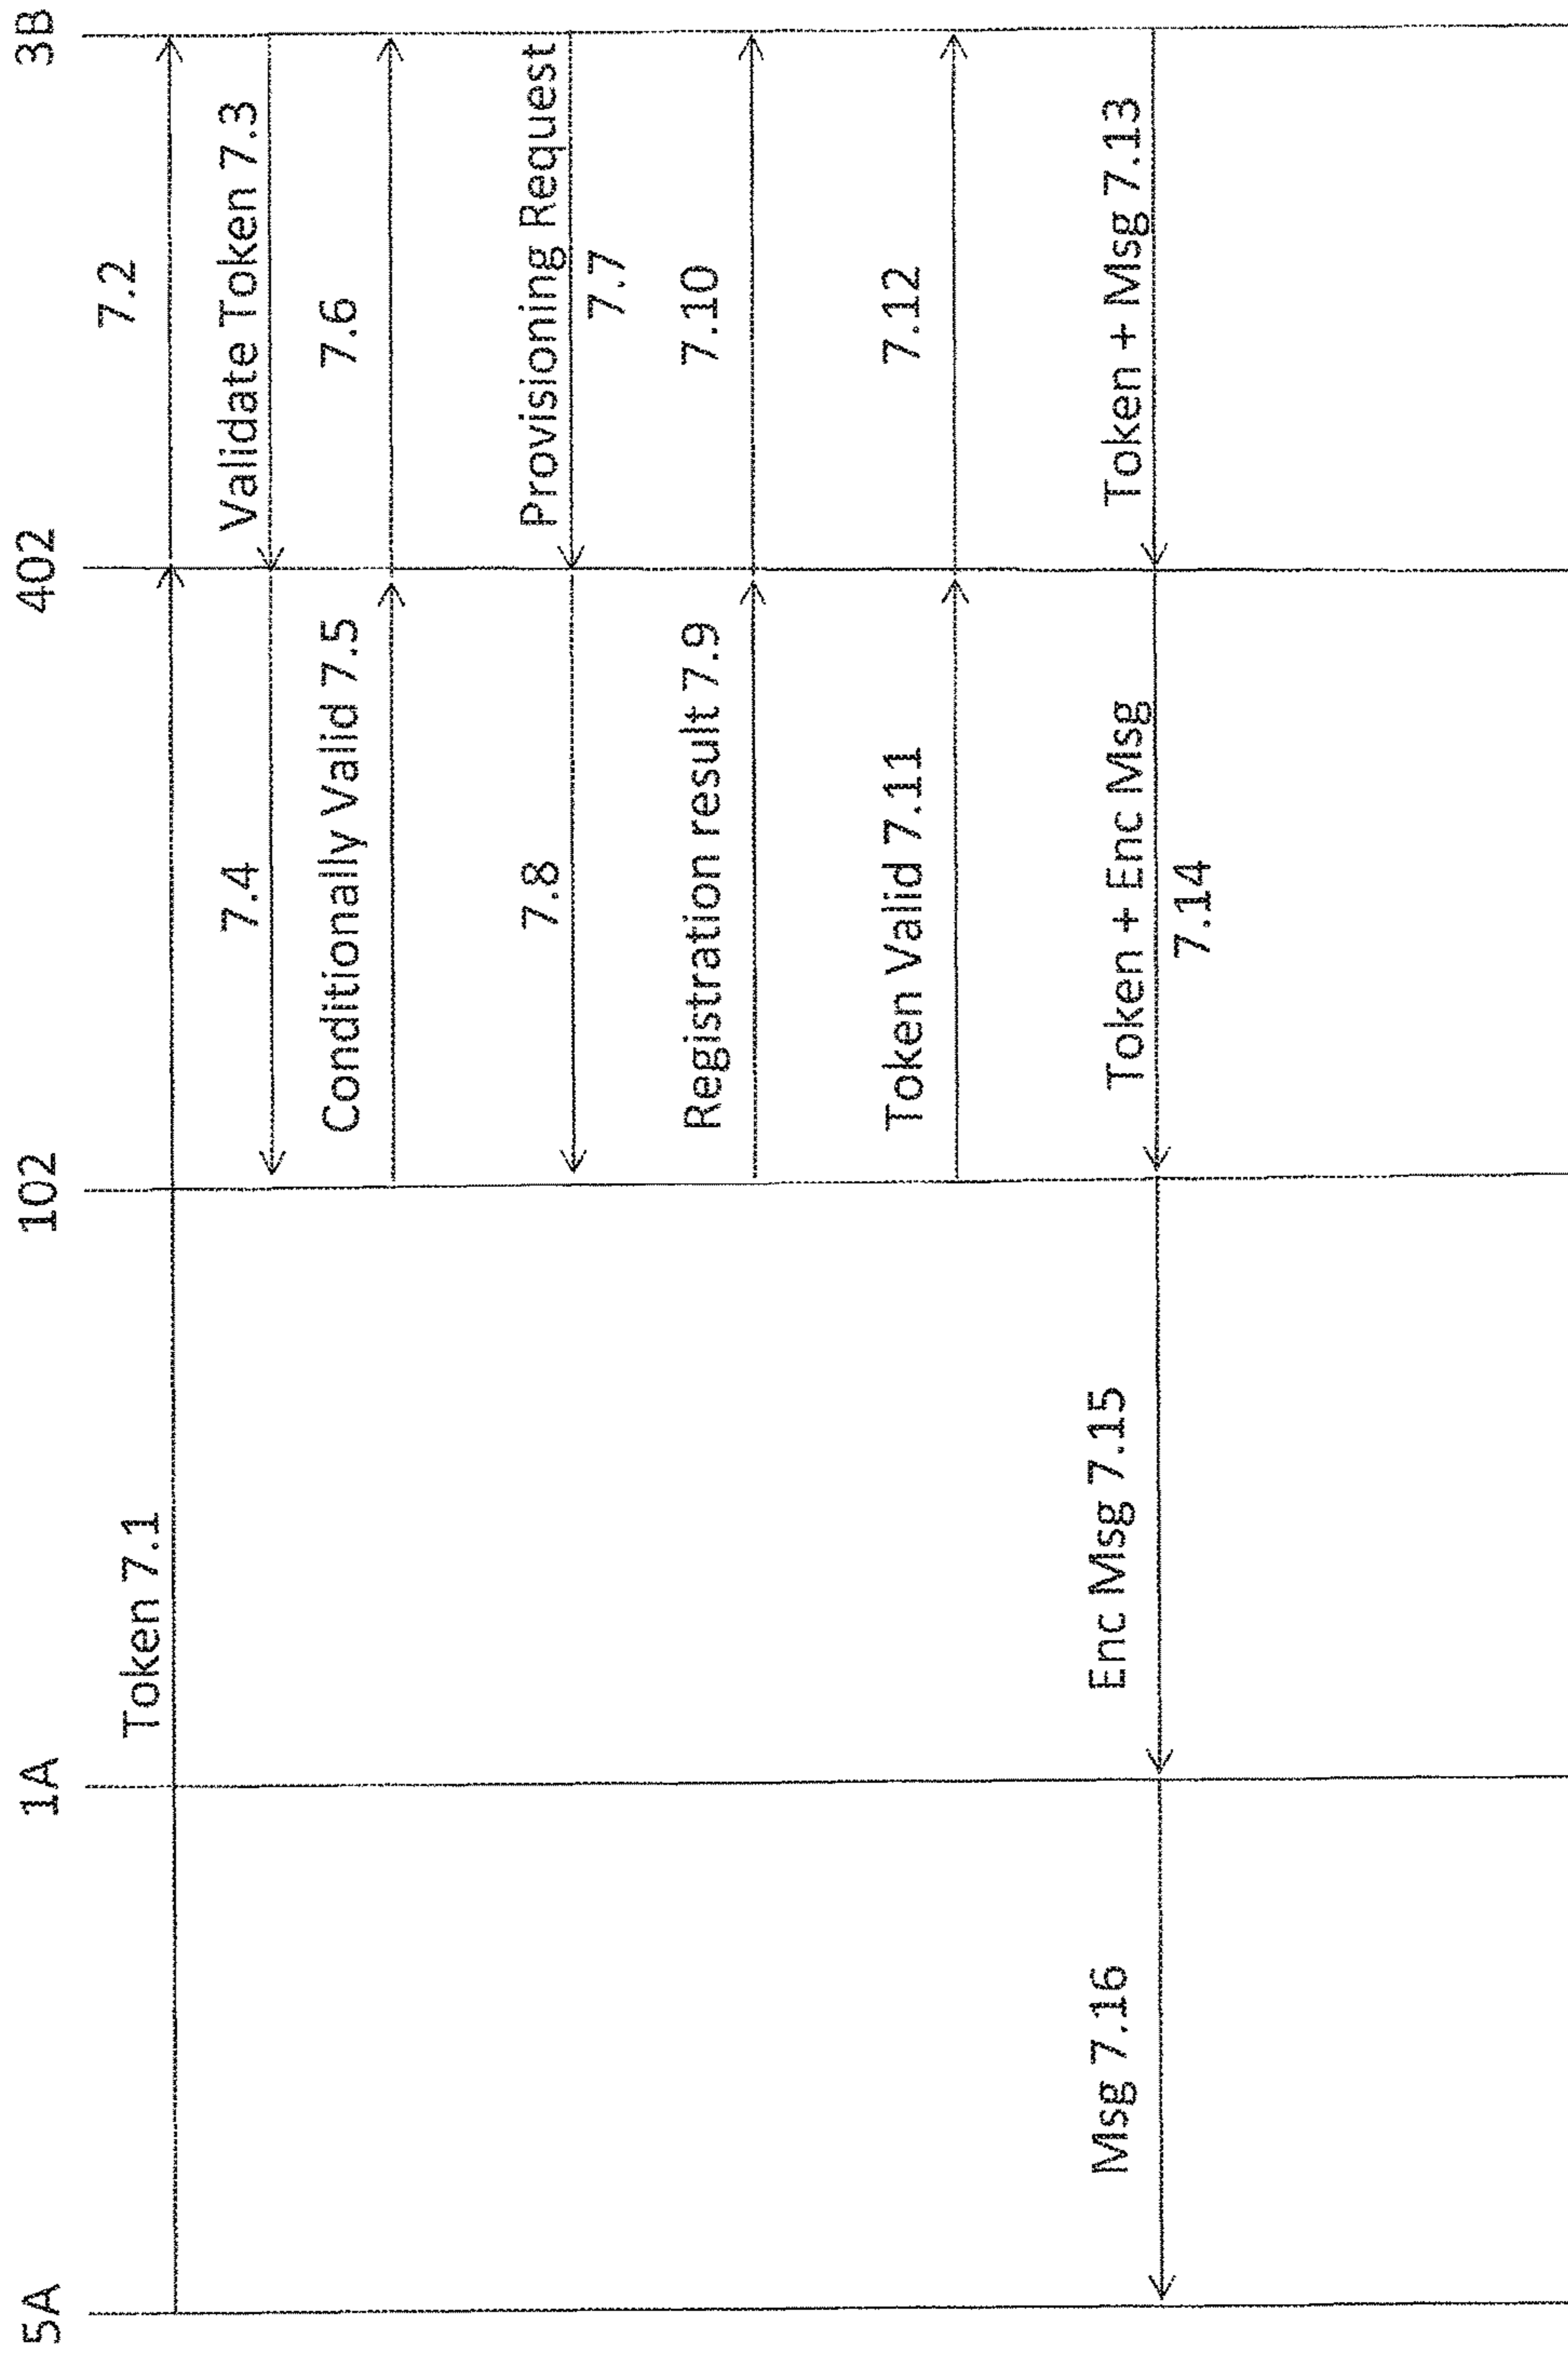 5A
1A
102
402
3B
Token 7.1
7.2
Validate Token 7.3
7.4
Conditionally Valid 7.5
7.6
Provisioning Request
7.7
7.8
Registration result 7.9
7.10
Token Valid 7.11
7.12
Token + Msg 7.13
Token + Enc Msg
7.14
Enc Msg 7.15
Msg 7.16